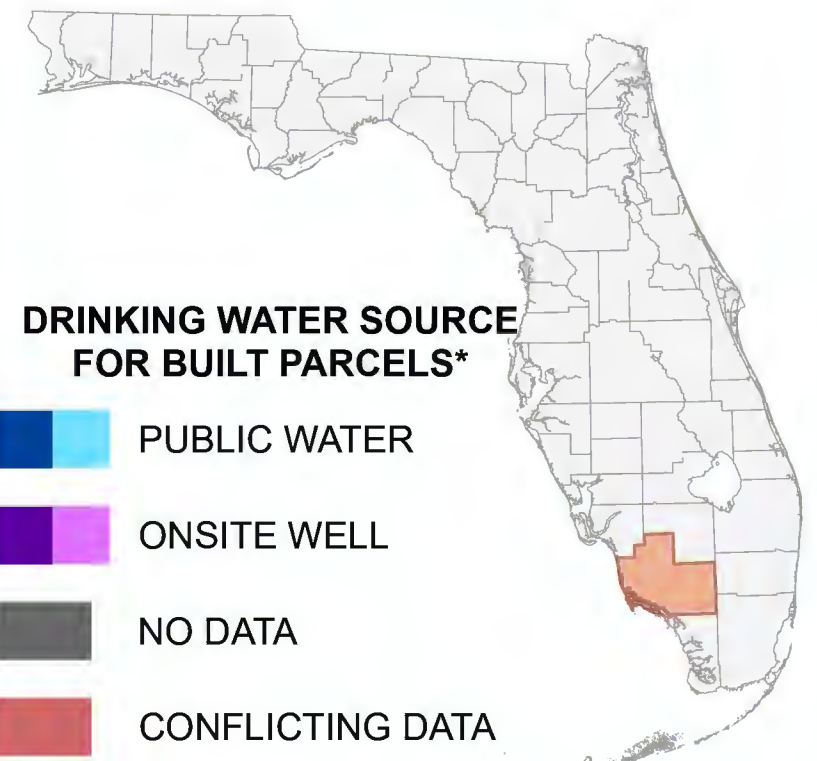 DRINKING WATER SOURCE
FOR BUILT PARCELS*
PUBLIC WATER
ONSITE WELL
NO DATA
CONFLICTING DATA